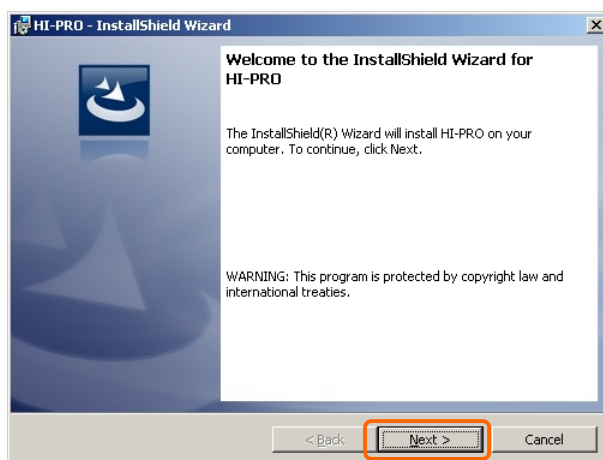 HI-PRO - InstallShield Wizard
Welcome to the InstallShield Wizard for
HI-PRO
The InstallShield(R) Wizard will install HI-PRO on your
computer. To continue, click Next.
WARNING: This program is protected by copyright law and
international treaties.
< Back
Next >
Cancel